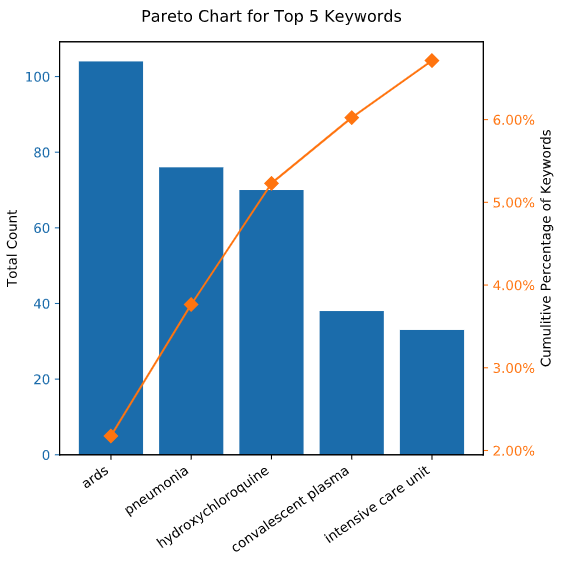 Pareto Chart for Top 5 Keywords
100
80
60
40
20
0
Total Count
6.00%
5.00%
4.00%
3.00%
2.00%
Cumulitive Percentage of Keywords
ards
pneumonia
hydroxychloroquine
convalescent plasma
intensive care unit